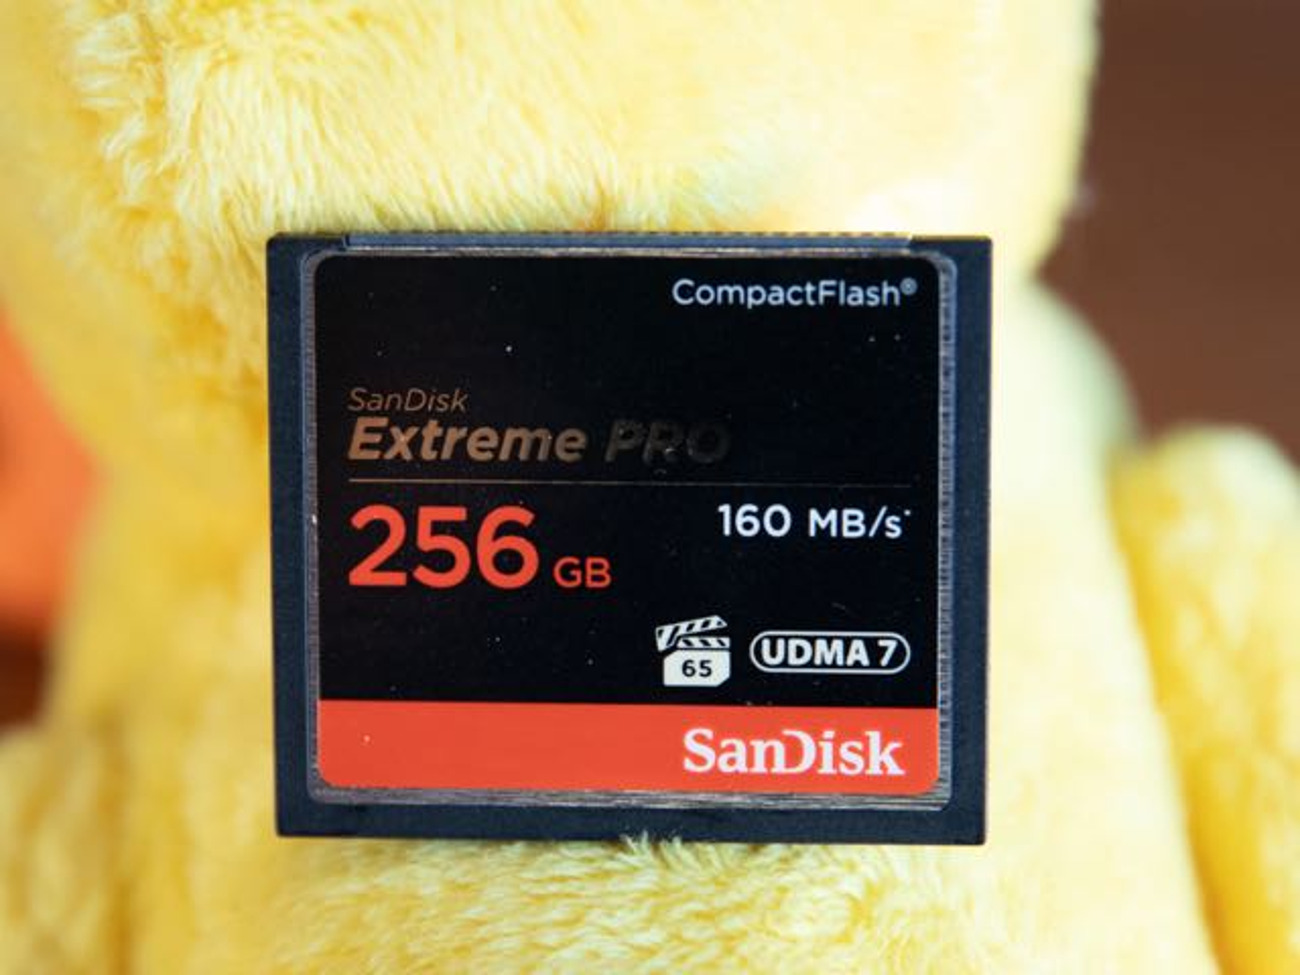 CompactFlash®
SanDisk
Extreme PRO
256 GB
160 MB/s*
65
UDMA 7
SanDisk